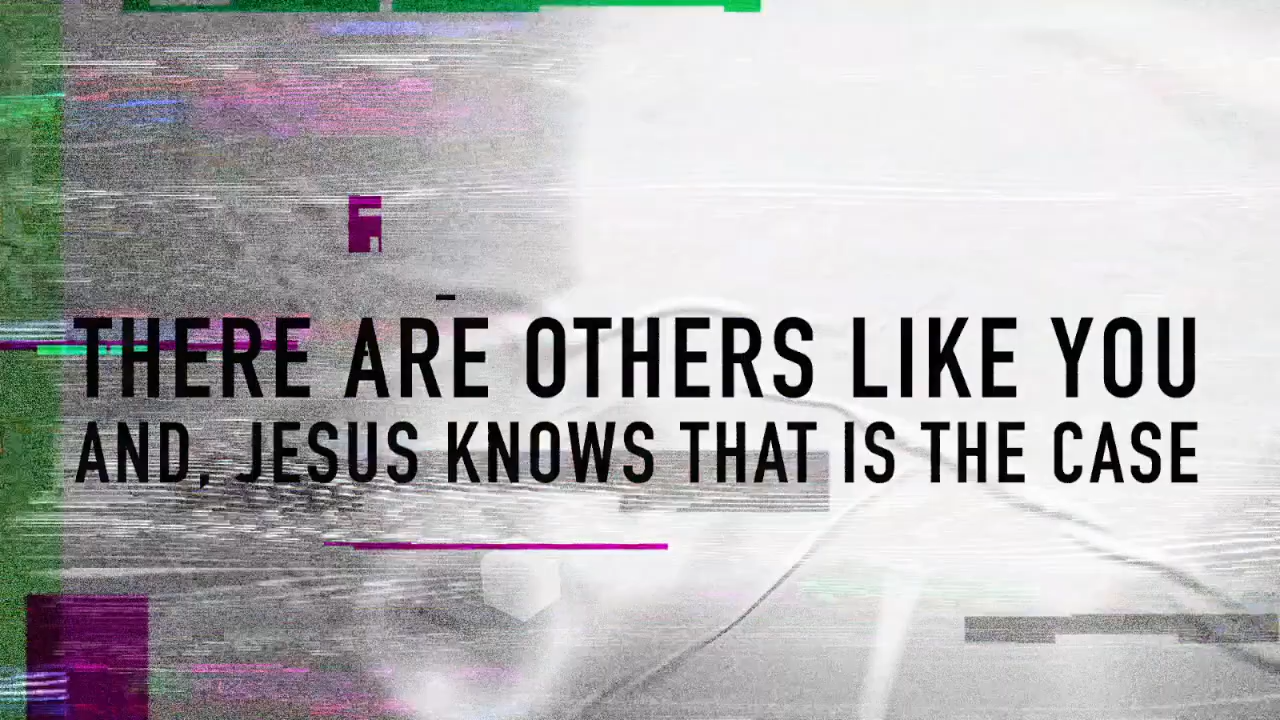 THERE ARE OTHERS LIKE YOU
AND, JESUS KNOWS THAT IS THE CASE